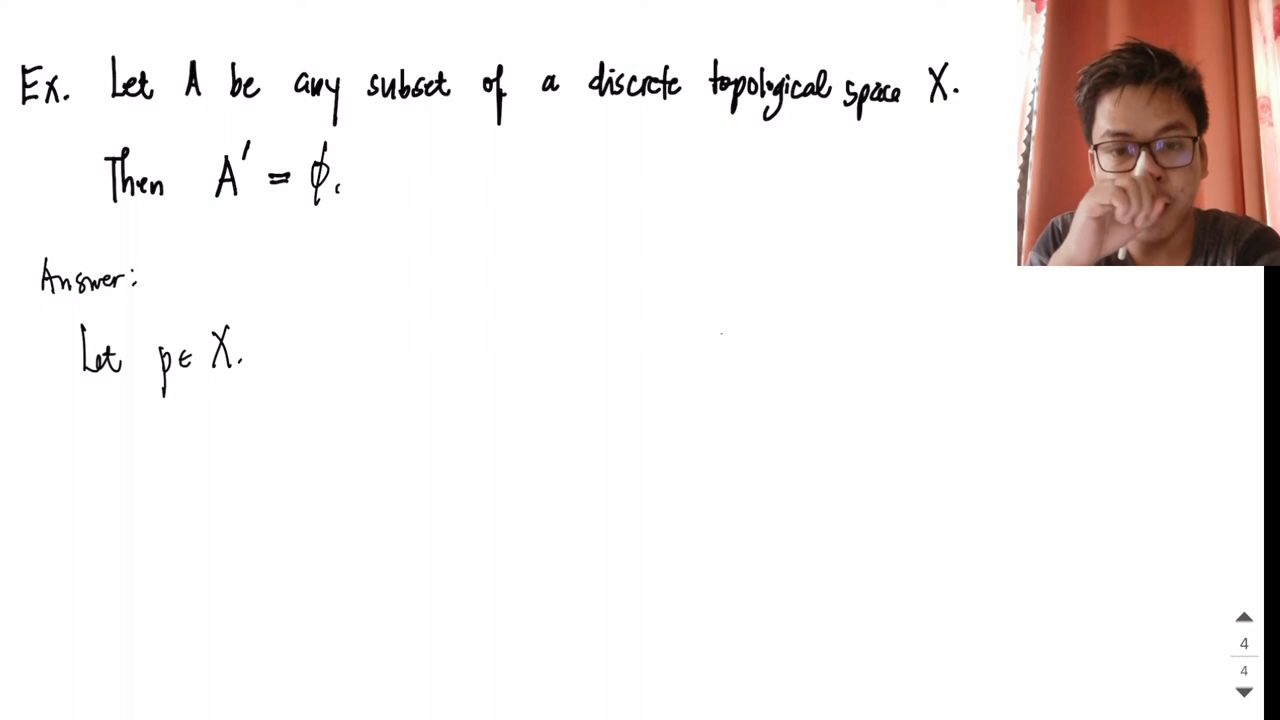 Ex. Let A be any subset of a discrete topological space X.
Then A' = ϕ.
Answer:
Let p ∈ X.
4
4